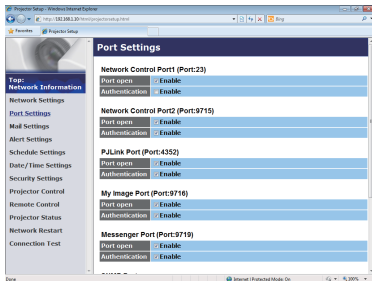 Projector Setup - Windows Internet Explorer
http://192.168.1.10/html/projectorsetup.html
Bing
Favorites
Projector Setup
Top:
Network Information
Network Settings
Port Settings
Mail Settings
Alert Settings
Schedule Settings
Date/Time Settings
Security Settings
Projector Control
Remote Control
Projector Status
Network Restart
Connection Test
Port Settings
Network Control Port1 (Port:23)
Port open Enable
Authentication Enable
Network Control Port2 (Port:9715)
Port open Enable
Authentication Enable
PJLink Port (Port:4352)
Port open Enable
Authentication Enable
My Image Port (Port:9716)
Port open Enable
Authentication Enable
Messenger Port (Port:9719)
Port open Enable
Authentication Enable
Done
Internet | Protected Mode: On
100%